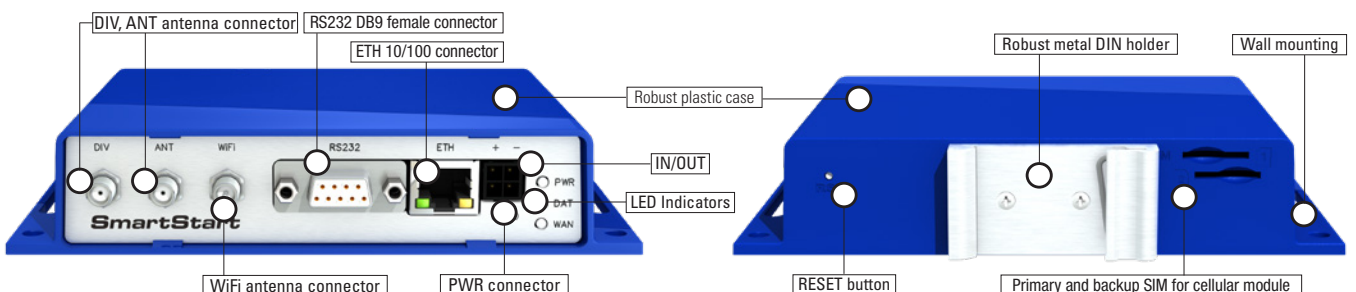 DIV, ANT antenna connector
RS232 DB9 female connector
ETH 10/100 connector
Robust metal DIN holder
Wall mounting
Robust plastic case
DIV
ANT
WiFi
RS232
ETH
+ −
IN/OUT
PWR
DAT
WAN
LED Indicators
SmartStart
WiFi antenna connector
PWR connector
RESET button
Primary and backup SIM for cellular module